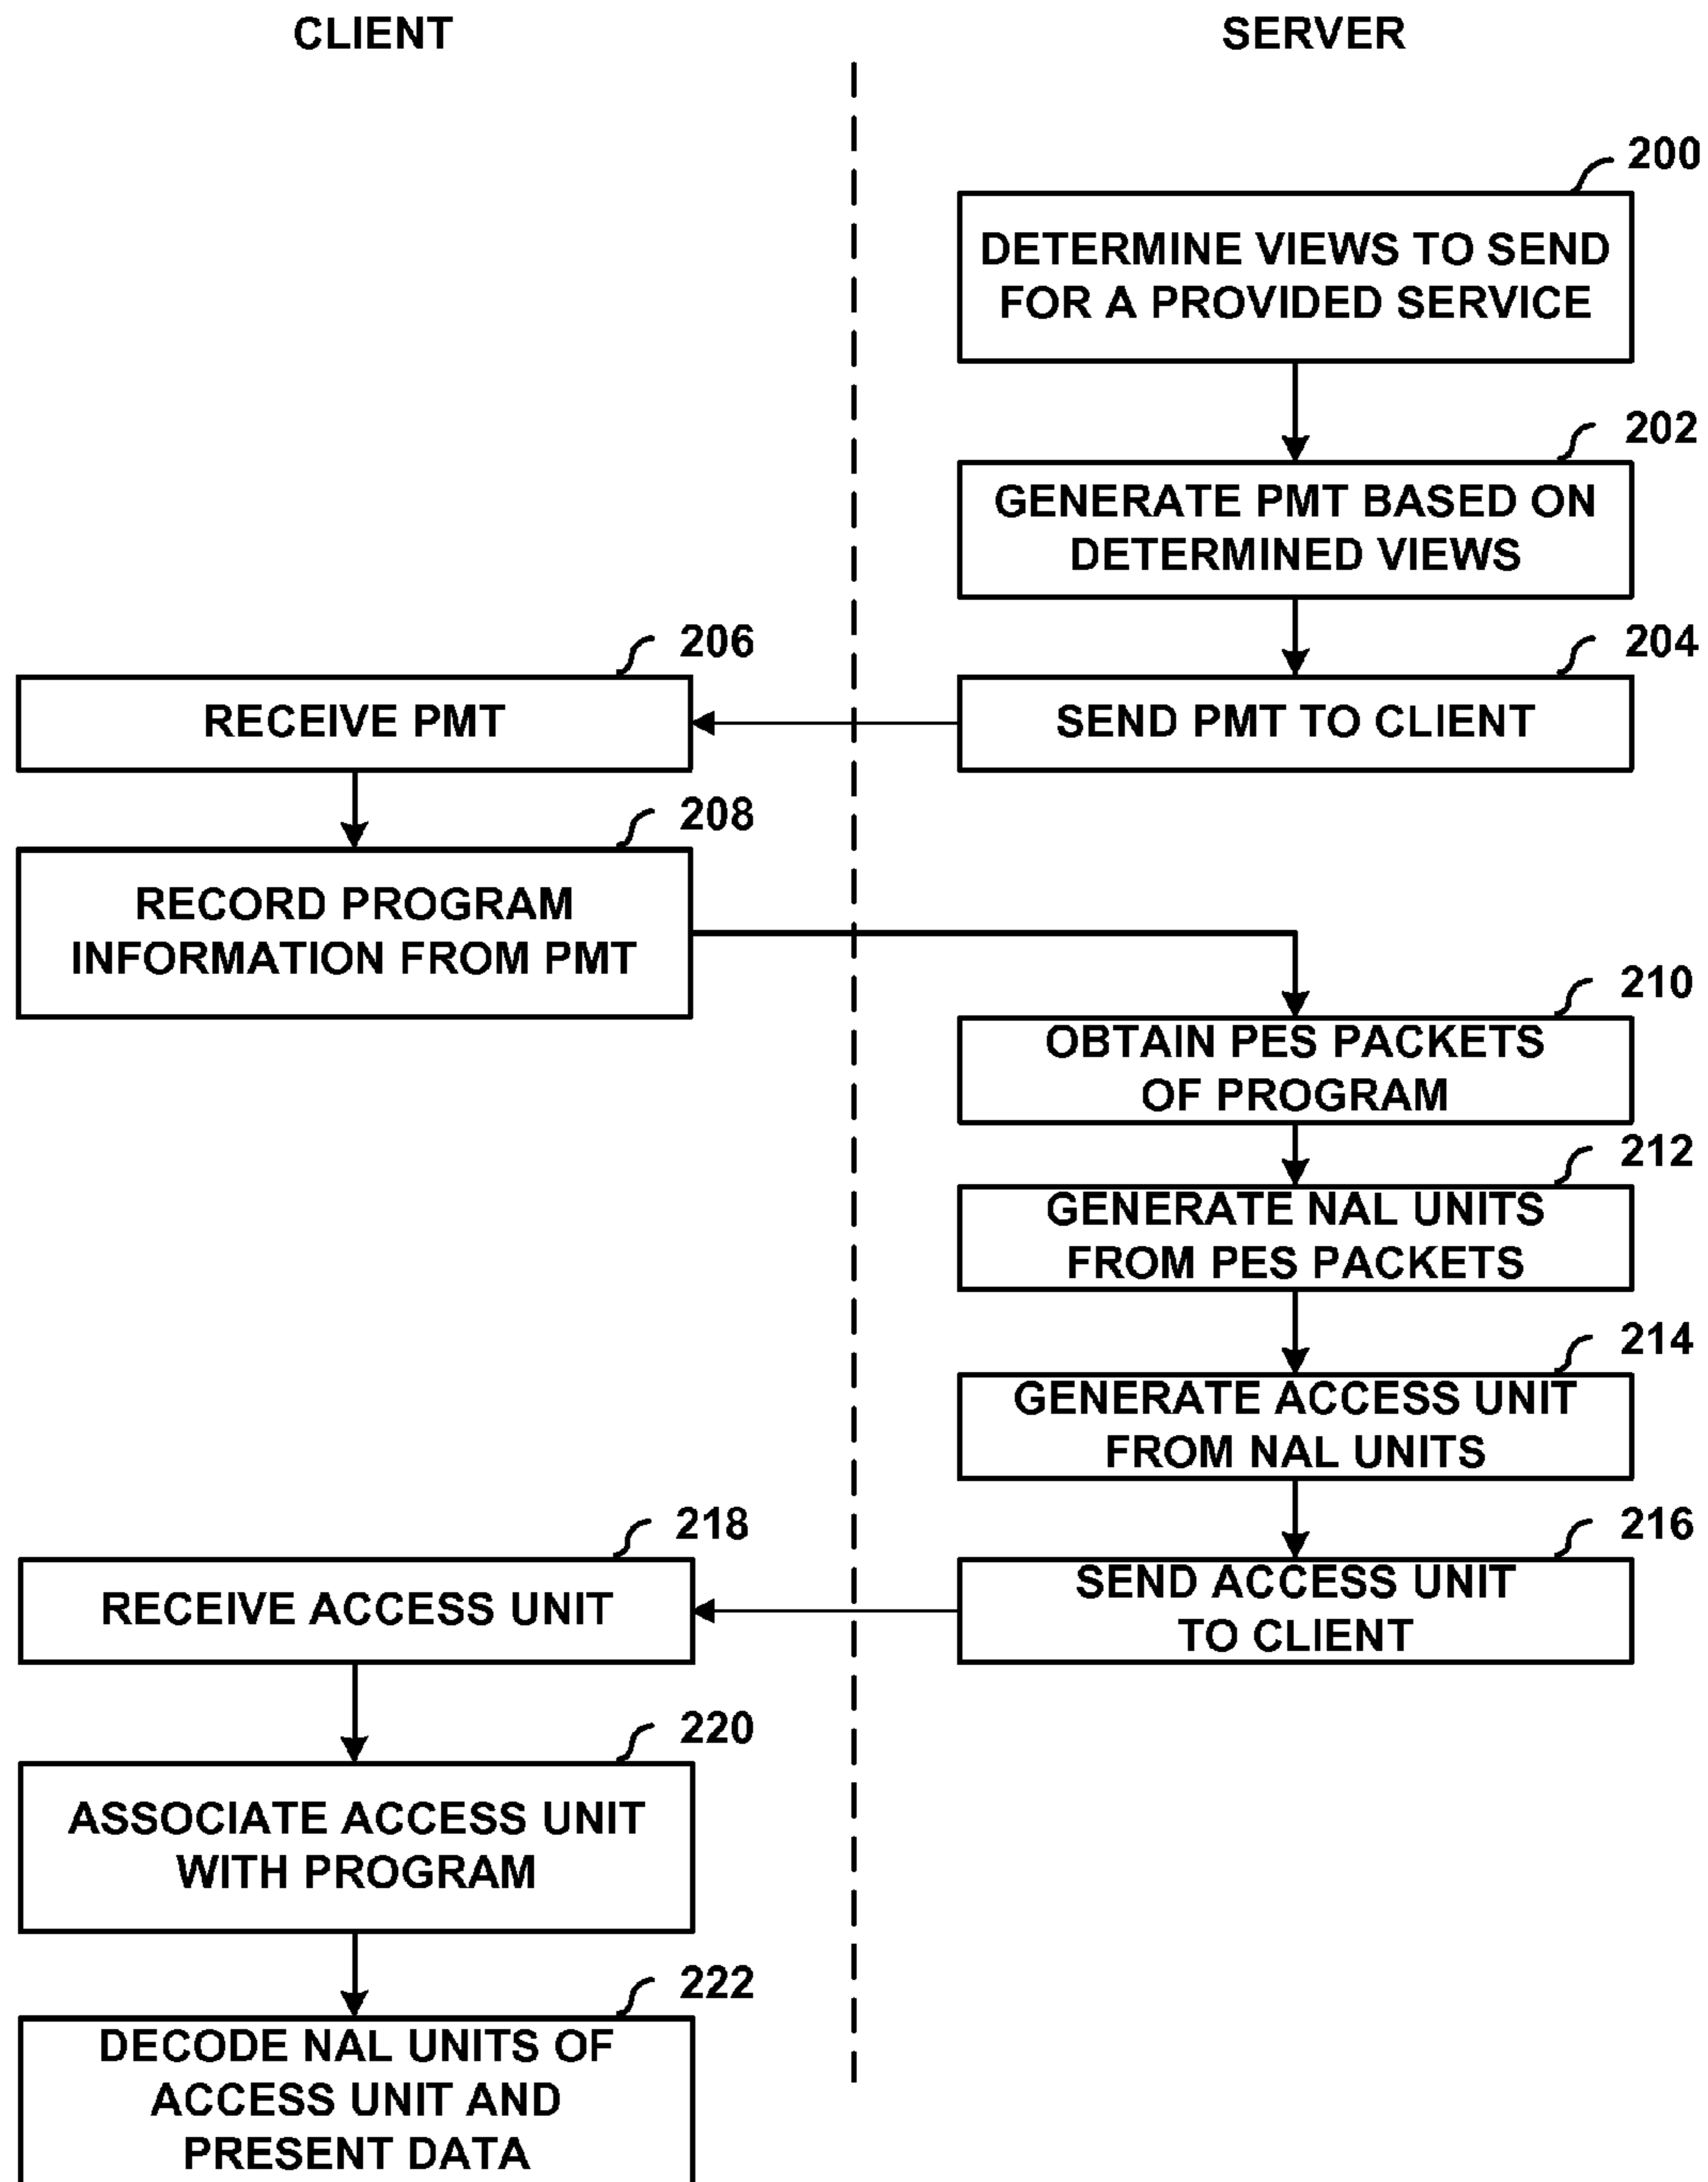 CLIENT
SERVER
200
DETERMINE VIEWS TO SEND
FOR A PROVIDED SERVICE
202
GENERATE PMT BASED ON
DETERMINED VIEWS
204
SEND PMT TO CLIENT
206
RECEIVE PMT
208
RECORD PROGRAM
INFORMATION FROM PMT
210
OBTAIN PES PACKETS
OF PROGRAM
212
GENERATE NAL UNITS
FROM PES PACKETS
214
GENERATE ACCESS UNIT
FROM NAL UNITS
216
SEND ACCESS UNIT
TO CLIENT
218
RECEIVE ACCESS UNIT
220
ASSOCIATE ACCESS UNIT
WITH PROGRAM
222
DECODE NAL UNITS OF
ACCESS UNIT AND
PRESENT DATA